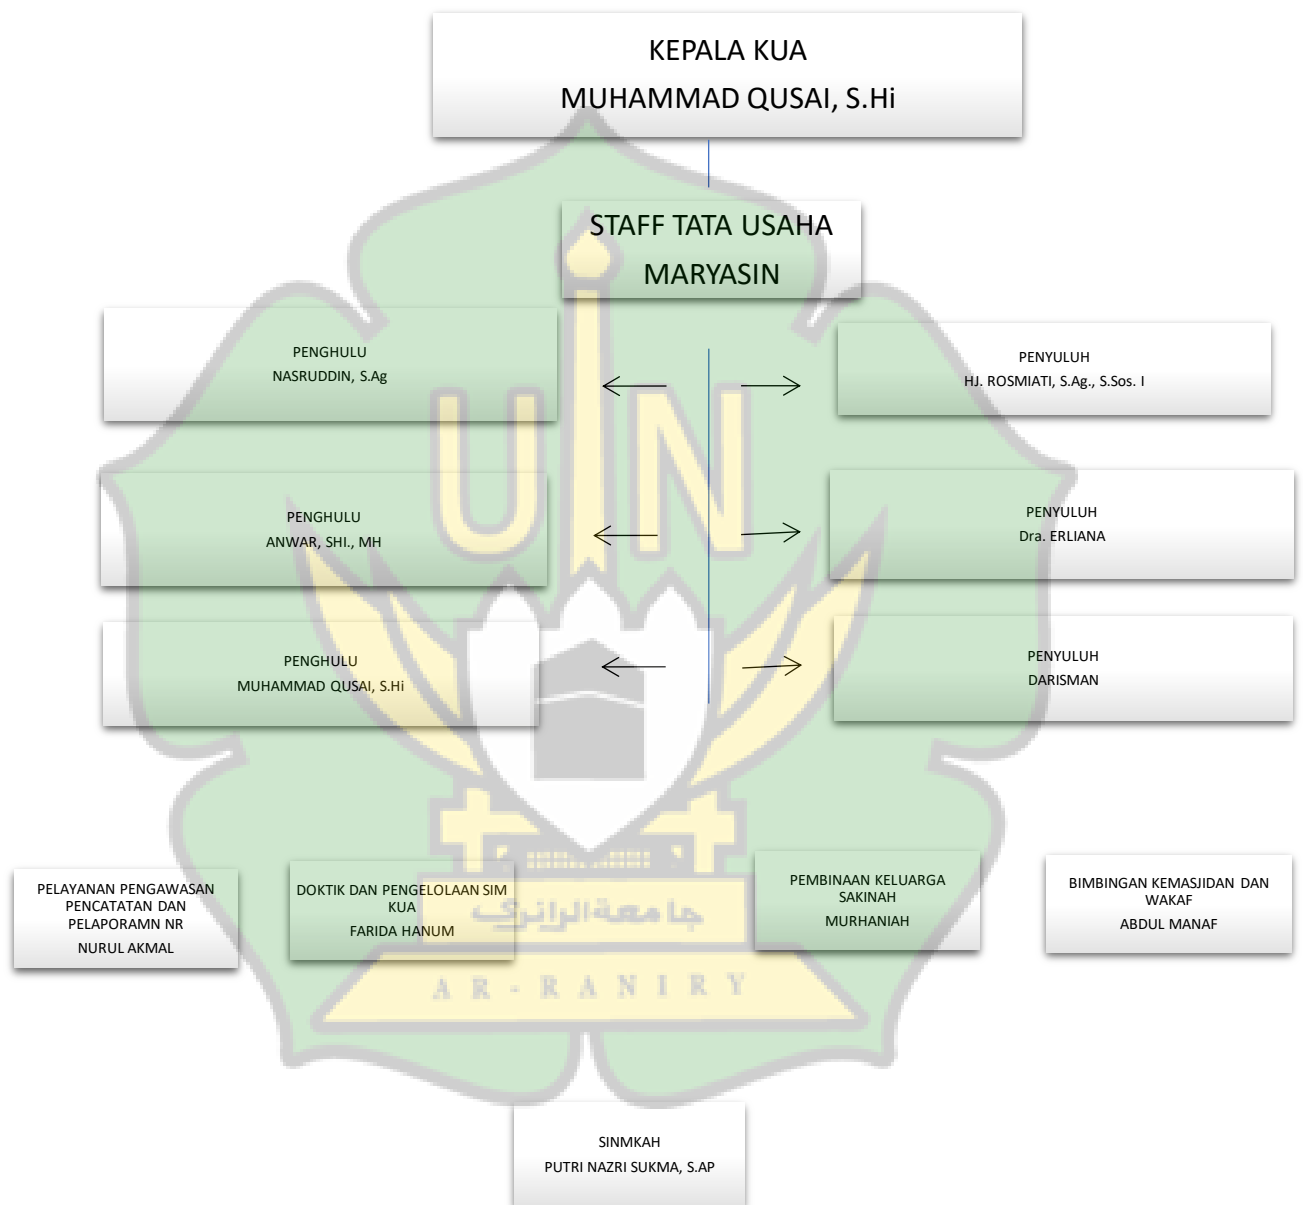 KEPALA KUA
MUHAMMAD QUSAI, S.Hi
STAFF TATA USAHA
MARYASIN
PENGHULU
NASRUDDIN, S.Ag
PENYULUH
HJ. ROSMIATI, S.Ag., S.Sos. I
UIN
PENGHULU
ANWAR, SHI., MH
PENYULUH
Dra. ERLIANA
PENGHULU
MUHAMMAD QUSAI, S.Hi
PENYULUH
DARISMAN
PELAYANAN PENGAWASAN
PENCATATAN DAN
PELAPORAMN NR
NURUL AKMAL
DOKTIK DAN PENGELOLAAN SIM
KUA
FARIDA HANUM
PEMBINAAN KELUARGA
SAKINAH
MURHANIAH
BIMBINGAN KEMASJIDAN DAN
WAKAF
ABDUL MANAF
جامعة الرانري
AR-RANIRY
SINMKAH
PUTRI NAZRI SUKMA, S.AP